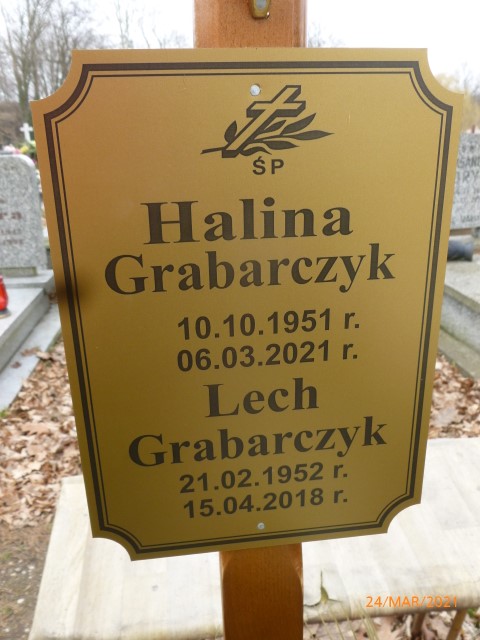 ŚP
Halina
Grabarczyk
10.10.1951 r.
06.03.2021 r.
Lech
Grabarczyk
21.02.1952 r.
15.04.2018 r.
24/MAR/2021